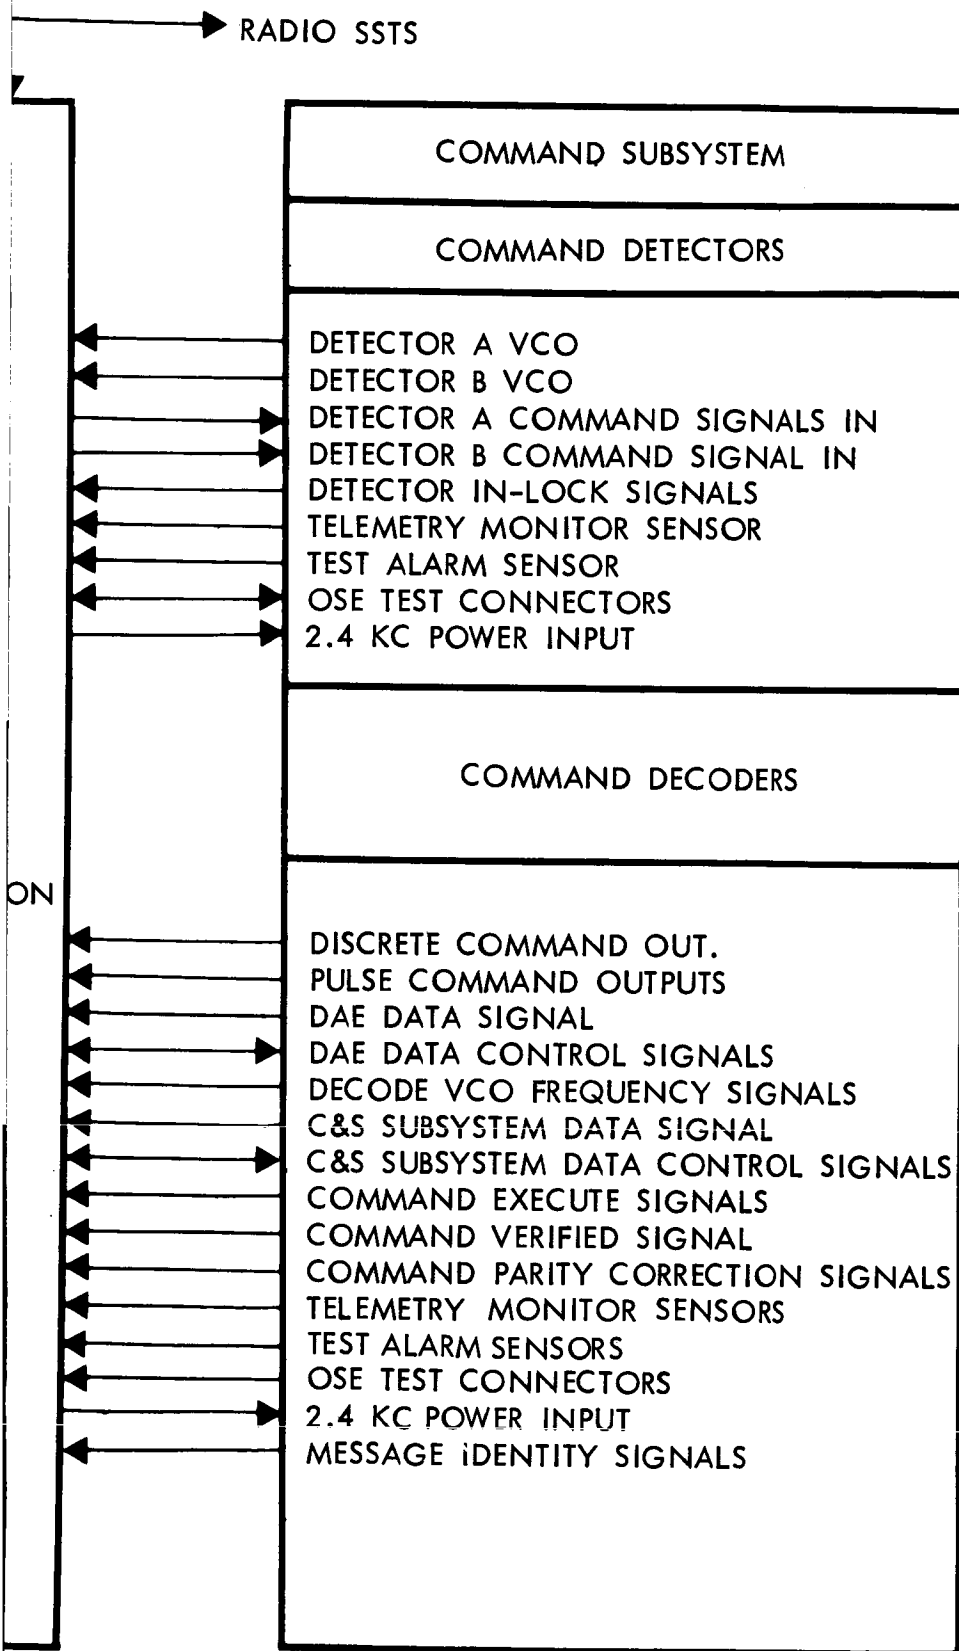 RADIO SSTS
COMMAND SUBSYSTEM
COMMAND DETECTORS
DETECTOR A VCO
DETECTOR B VCO
DETECTOR A COMMAND SIGNALS IN
DETECTOR B COMMAND SIGNAL IN
DETECTOR IN-LOCK SIGNALS
TELEMETRY MONITOR SENSOR
TEST ALARM SENSOR
OSE TEST CONNECTORS
2.4 KC POWER INPUT
COMMAND DECODERS
ON
DISCRETE COMMAND OUT.
PULSE COMMAND OUTPUTS
DAE DATA SIGNAL
DAE DATA CONTROL SIGNALS
DECODE VCO FREQUENCY SIGNALS
C&S SUBSYSTEM DATA SIGNAL
C&S SUBSYSTEM DATA CONTROL SIGNALS
COMMAND EXECUTE SIGNALS
COMMAND VERIFIED SIGNAL
COMMAND PARITY CORRECTION SIGNALS
TELEMETRY MONITOR SENSORS
TEST ALARM SENSORS
OSE TEST CONNECTORS
2.4 KC POWER INPUT
MESSAGE IDENTITY SIGNALS